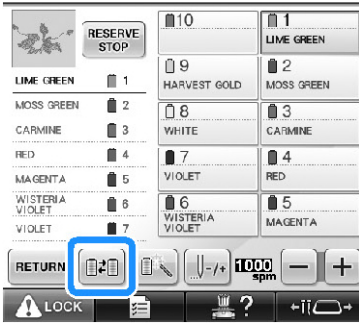 RESERVE
STOP
LIME GREEN 1
MOSS GREEN 2
CARMINE 3
RED 4
MAGENTA 5
WISTERIA
VIOLET 6
VIOLET 7
10
1
LIME GREEN
9
HARVEST GOLD
2
MOSS GREEN
8
WHITE
3
CARMINE
7
VIOLET
4
RED
6
WISTERIA
VIOLET
5
MAGENTA
RETURN
-/+
1000
spm
−
+
LOCK
?